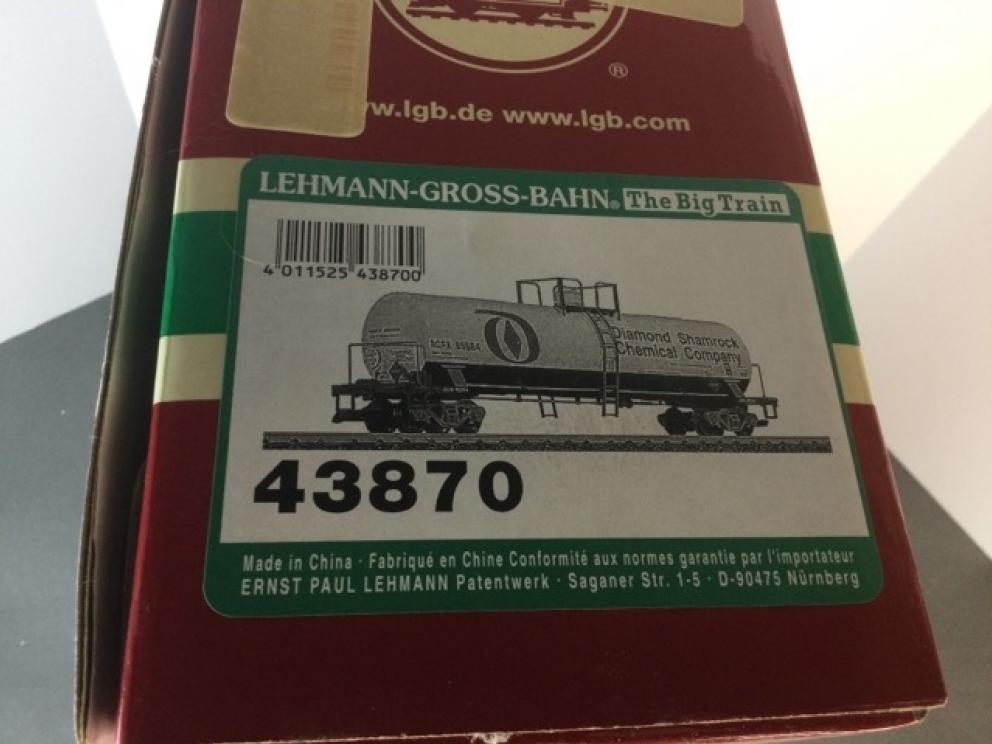 ®
.lgb.de www.lgb.com
LEHMANN-GROSS-BAHN® The Big Train
4 011525 438700
ACFX 89984
Diamond Shamrock
Chemical Company
43870
Made in China · Fabriqué en Chine Conformité aux normes garantie par l'importateur
ERNST PAUL LEHMANN Patentwerk · Saganer Str. 1-5 · D-90475 Nürnberg